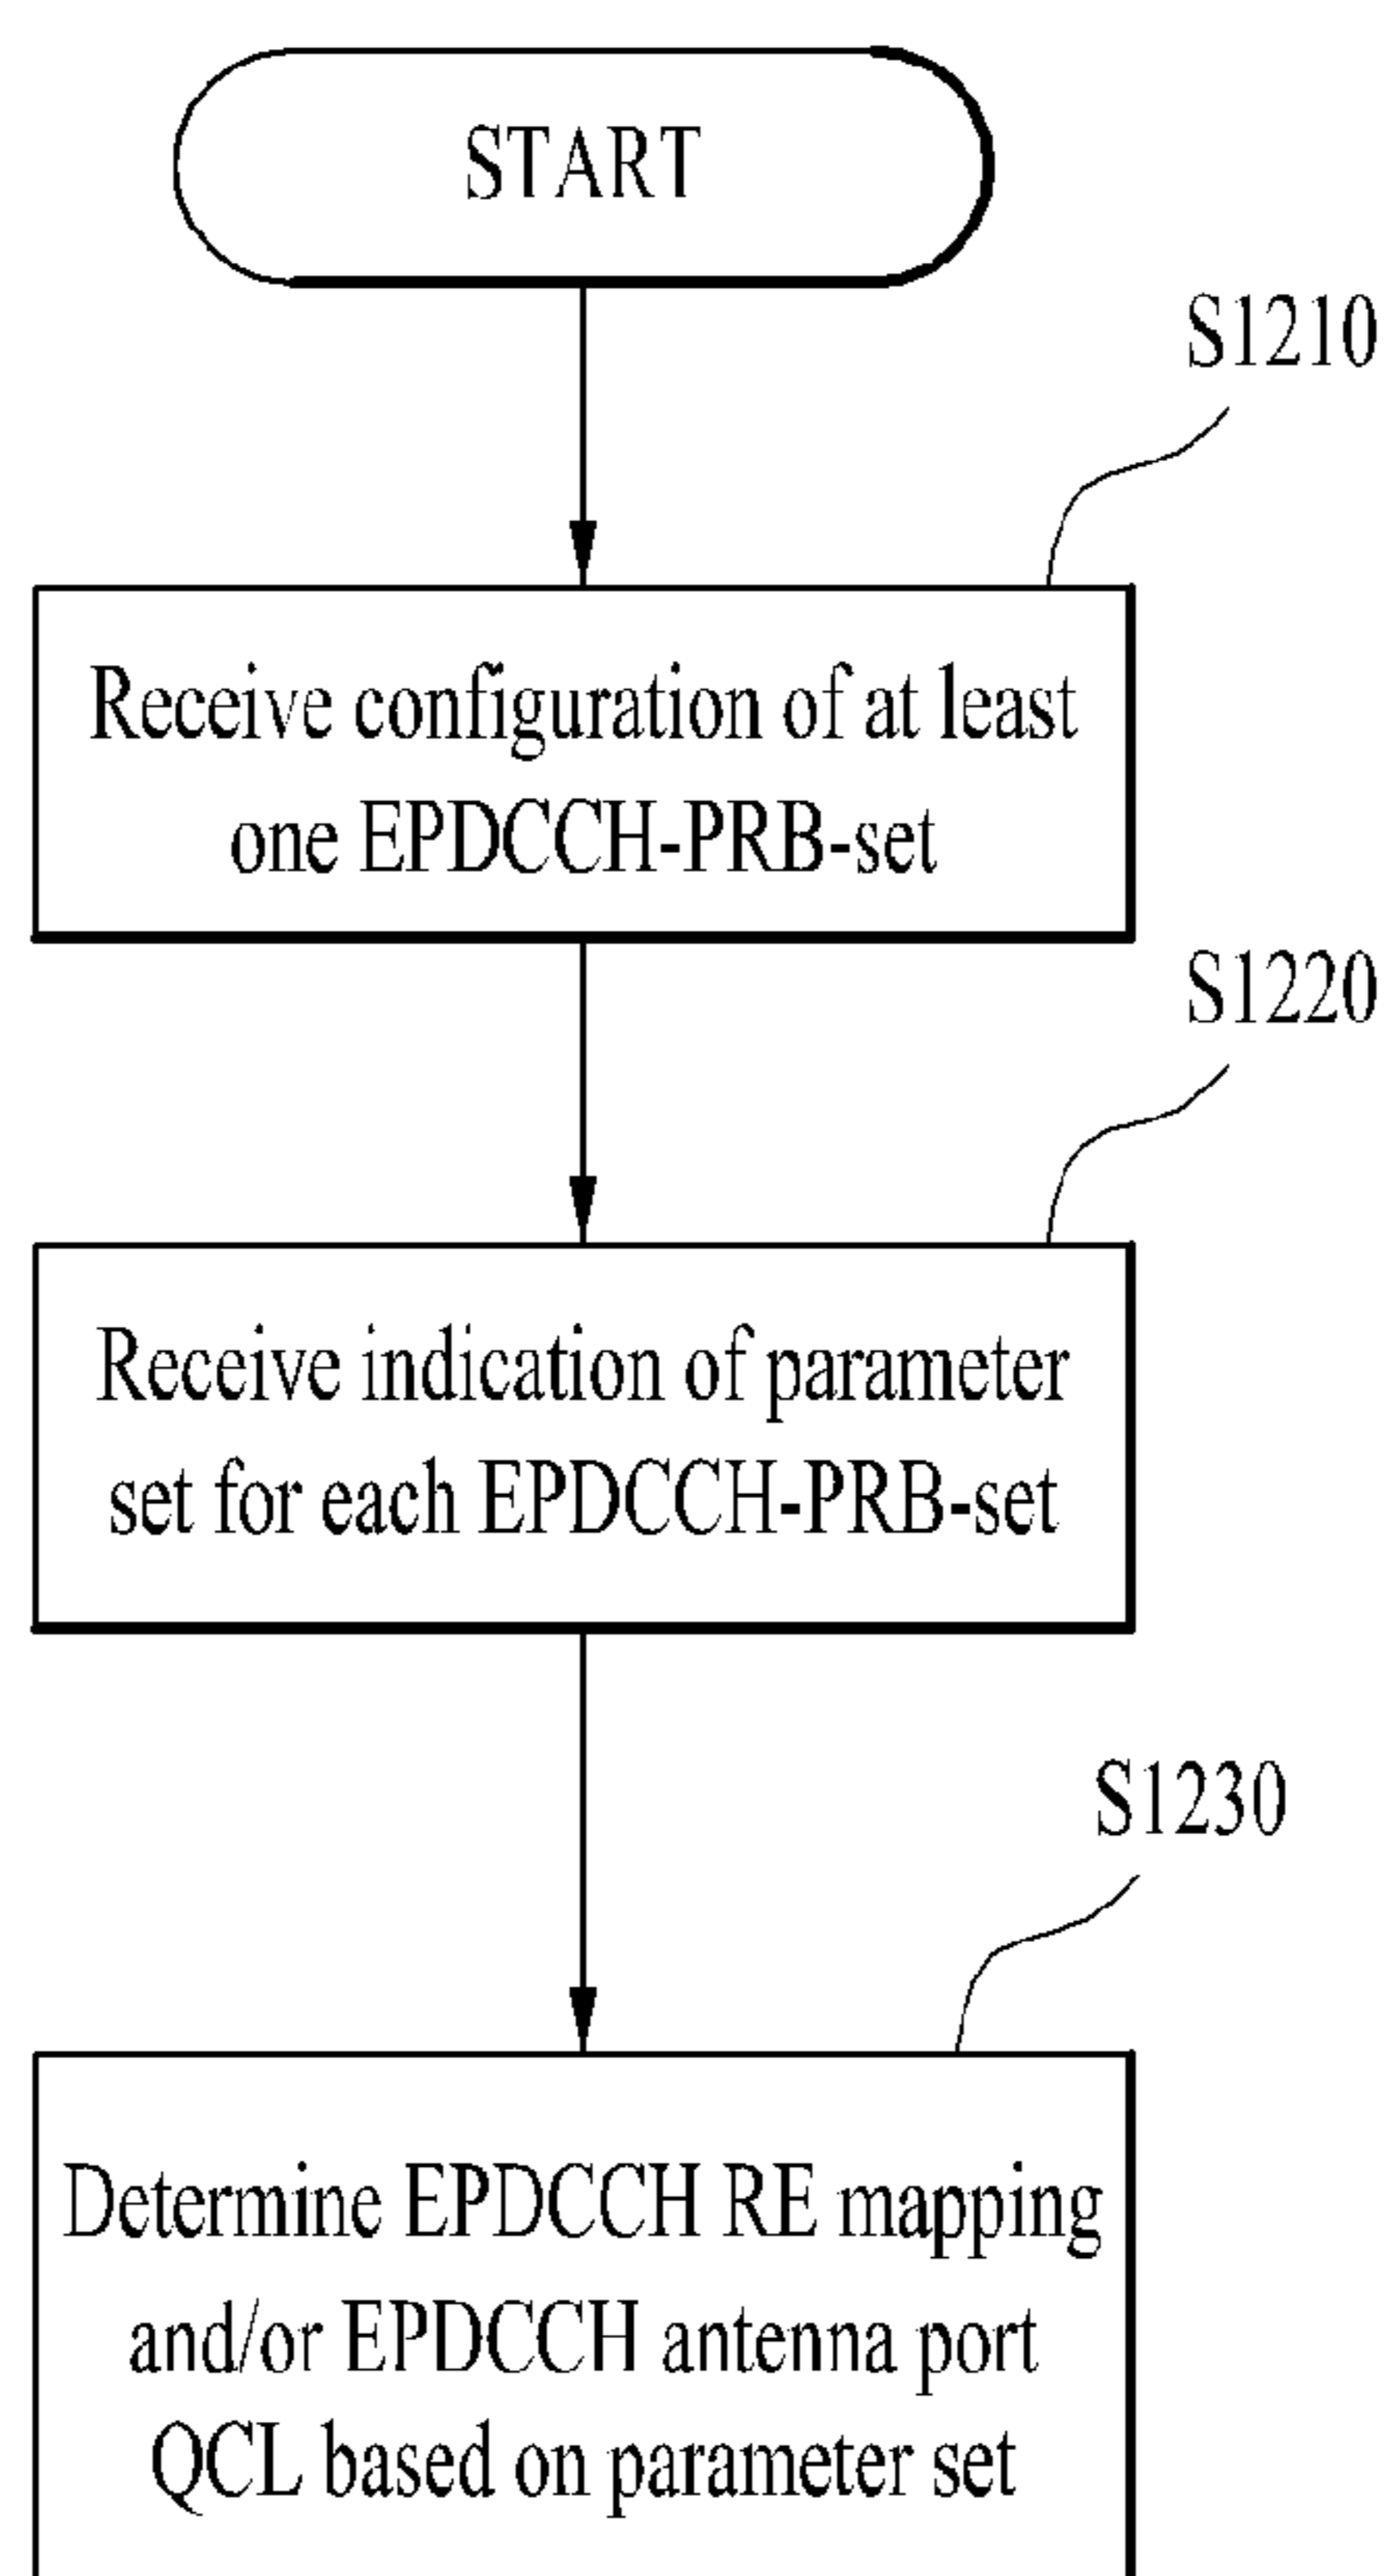 START
S1210
Receive configuration of at least
one EPDCCH-PRB-set
S1220
Receive indication of parameter
set for each EPDCCH-PRB-set
S1230
Determine EPDCCH RE mapping
and/or EPDCCH antenna port
QCL based on parameter set